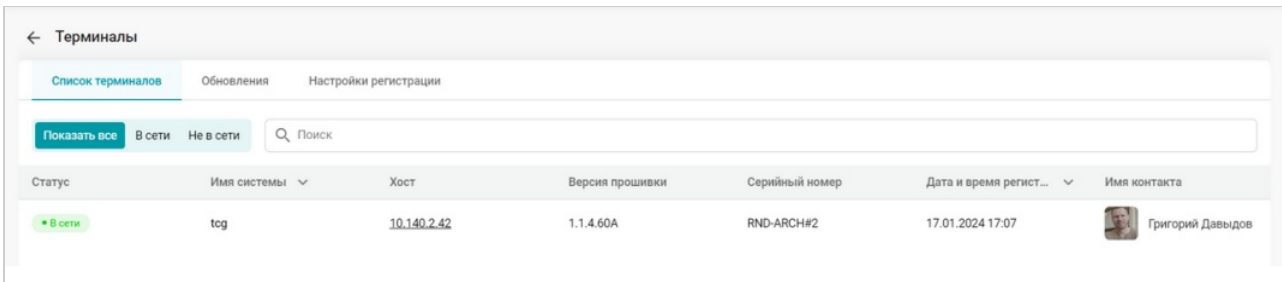 Терминалы
Список терминалов Обновления Настройки регистрации
Показать все В сети Не в сети Поиск
Статус Имя системы Хост Версия прошивки Серийный номер Дата и время регист... Имя контакта
В сети tcg 10.140.2.42 1.1.4.60A RND-ARCH#2 17.01.2024 17:07 Григорий Давыдов